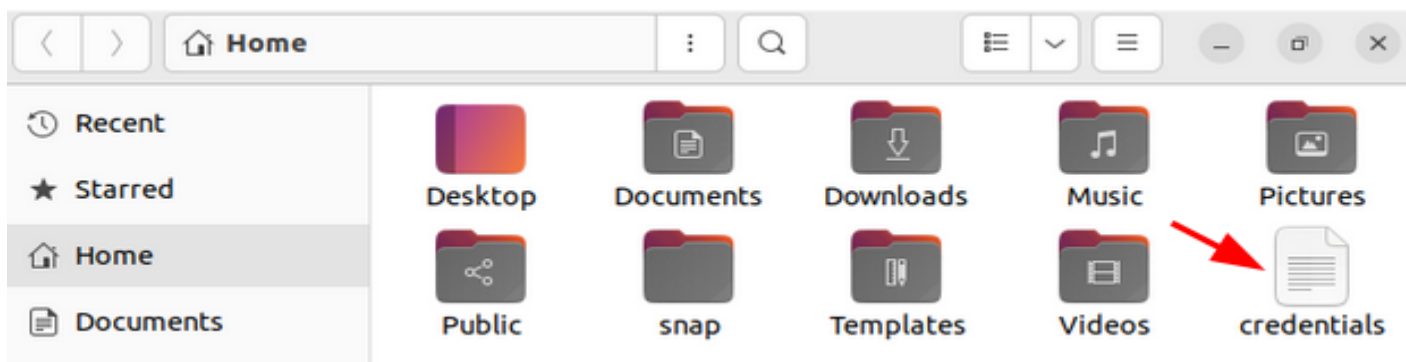 Home
Recent
Starred
Home
Documents
Desktop
Documents
Downloads
Music
Pictures
Public
snap
Templates
Videos
credentials